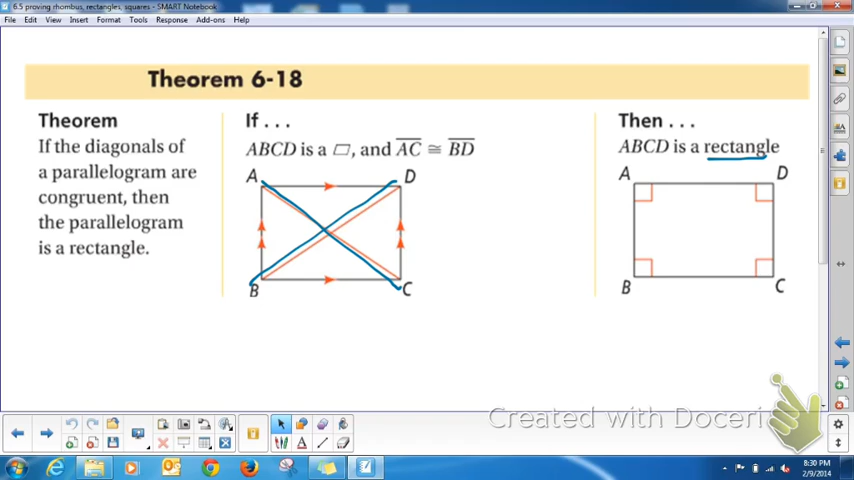 6.5 proving rhombus, rectangles, squares - SMART Notebook
File Edit View Insert Format Tools Response Add-ons Help
Theorem 6-18
Theorem
If the diagonals of
a parallelogram are
congruent, then
the parallelogram
is a rectangle.
If . . .
ABCD is a ▱, and A̅C̅ ≅ B̅D̅
A D
B C
Then . . .
ABCD is a rectangle
A D
B C
Created with Doceri
8:30 PM
2/9/2014